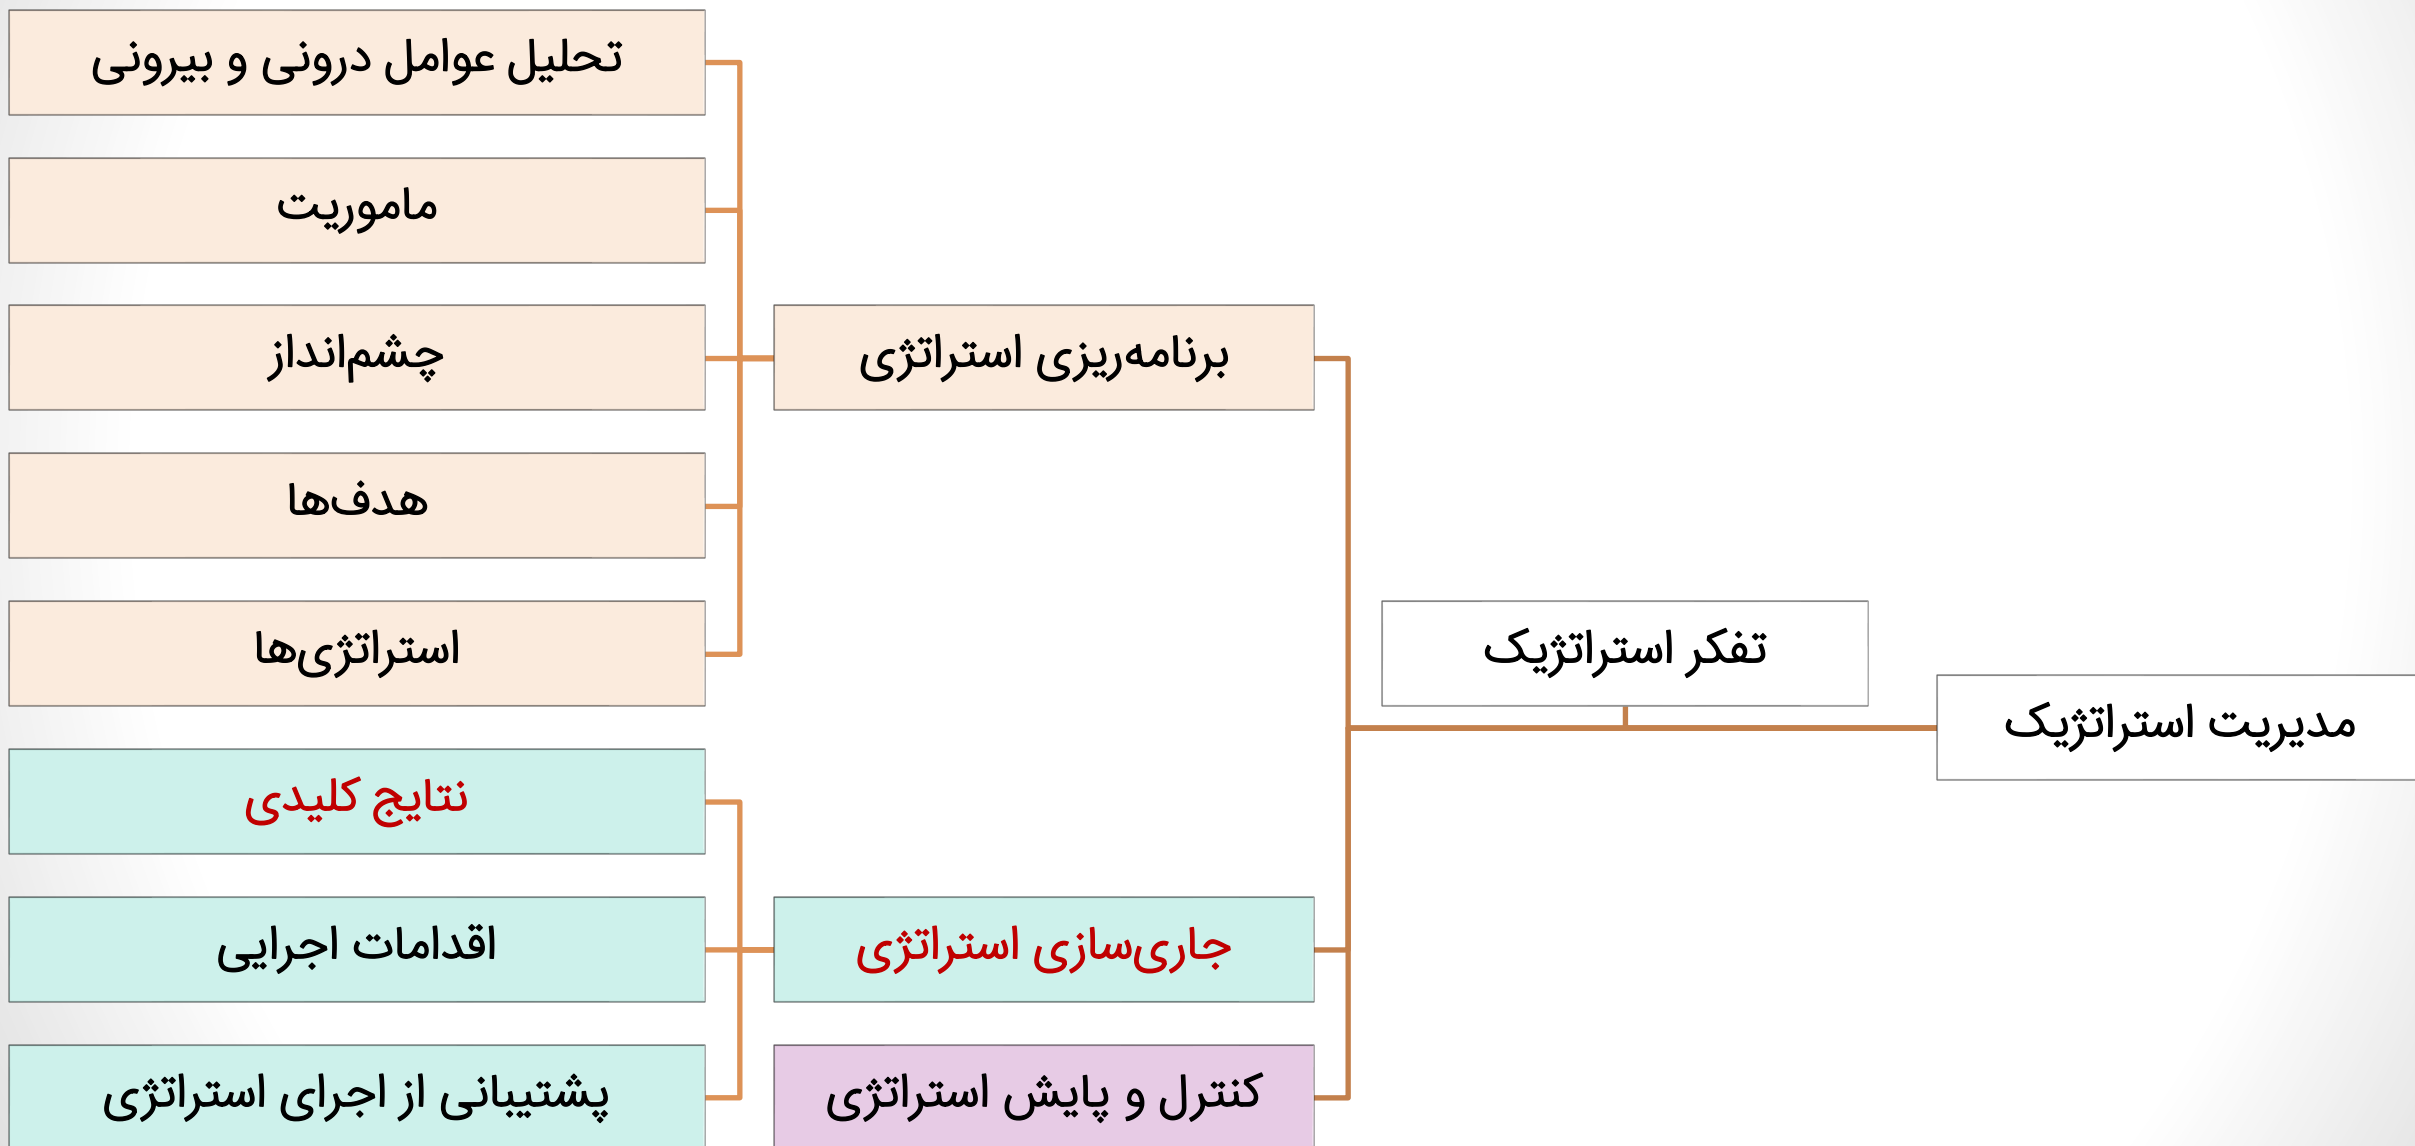 مدیریت استراتژیک
تفکر استراتژیک
برنامه‌ریزی استراتژی
تحلیل عوامل درونی و بیرونی
ماموریت
چشم‌انداز
هدف‌ها
استراتژی‌ها
جاری‌سازی استراتژی
نتایج کلیدی
اقدامات اجرایی
پشتیبانی از اجرای استراتژی
کنترل و پایش استراتژی